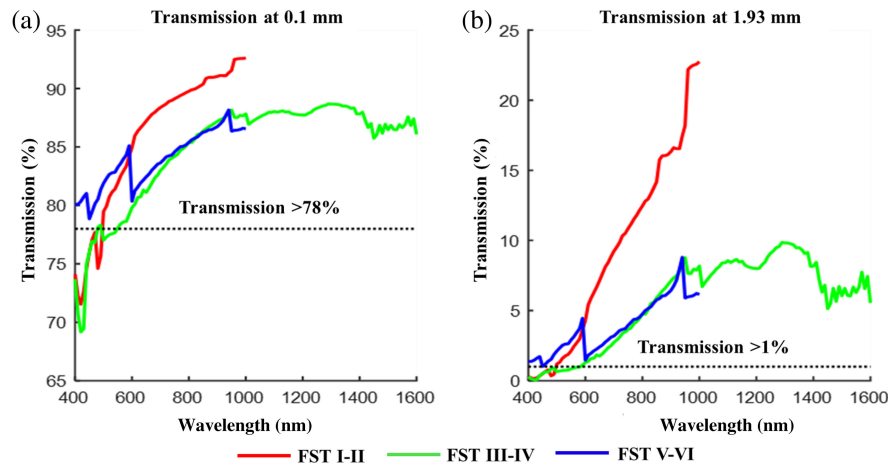 (a)
Transmission at 0.1 mm
95
90
85
80
75
70
65
Transmission (%)
Transmission >78%
400
600
800
1000
1200
1400
1600
Wavelength (nm)
(b)
Transmission at 1.93 mm
25
20
15
10
5
0
Transmission (%)
Transmission >1%
400
600
800
1000
1200
1400
1600
Wavelength (nm)
FST I-II
FST III-IV
FST V-VI